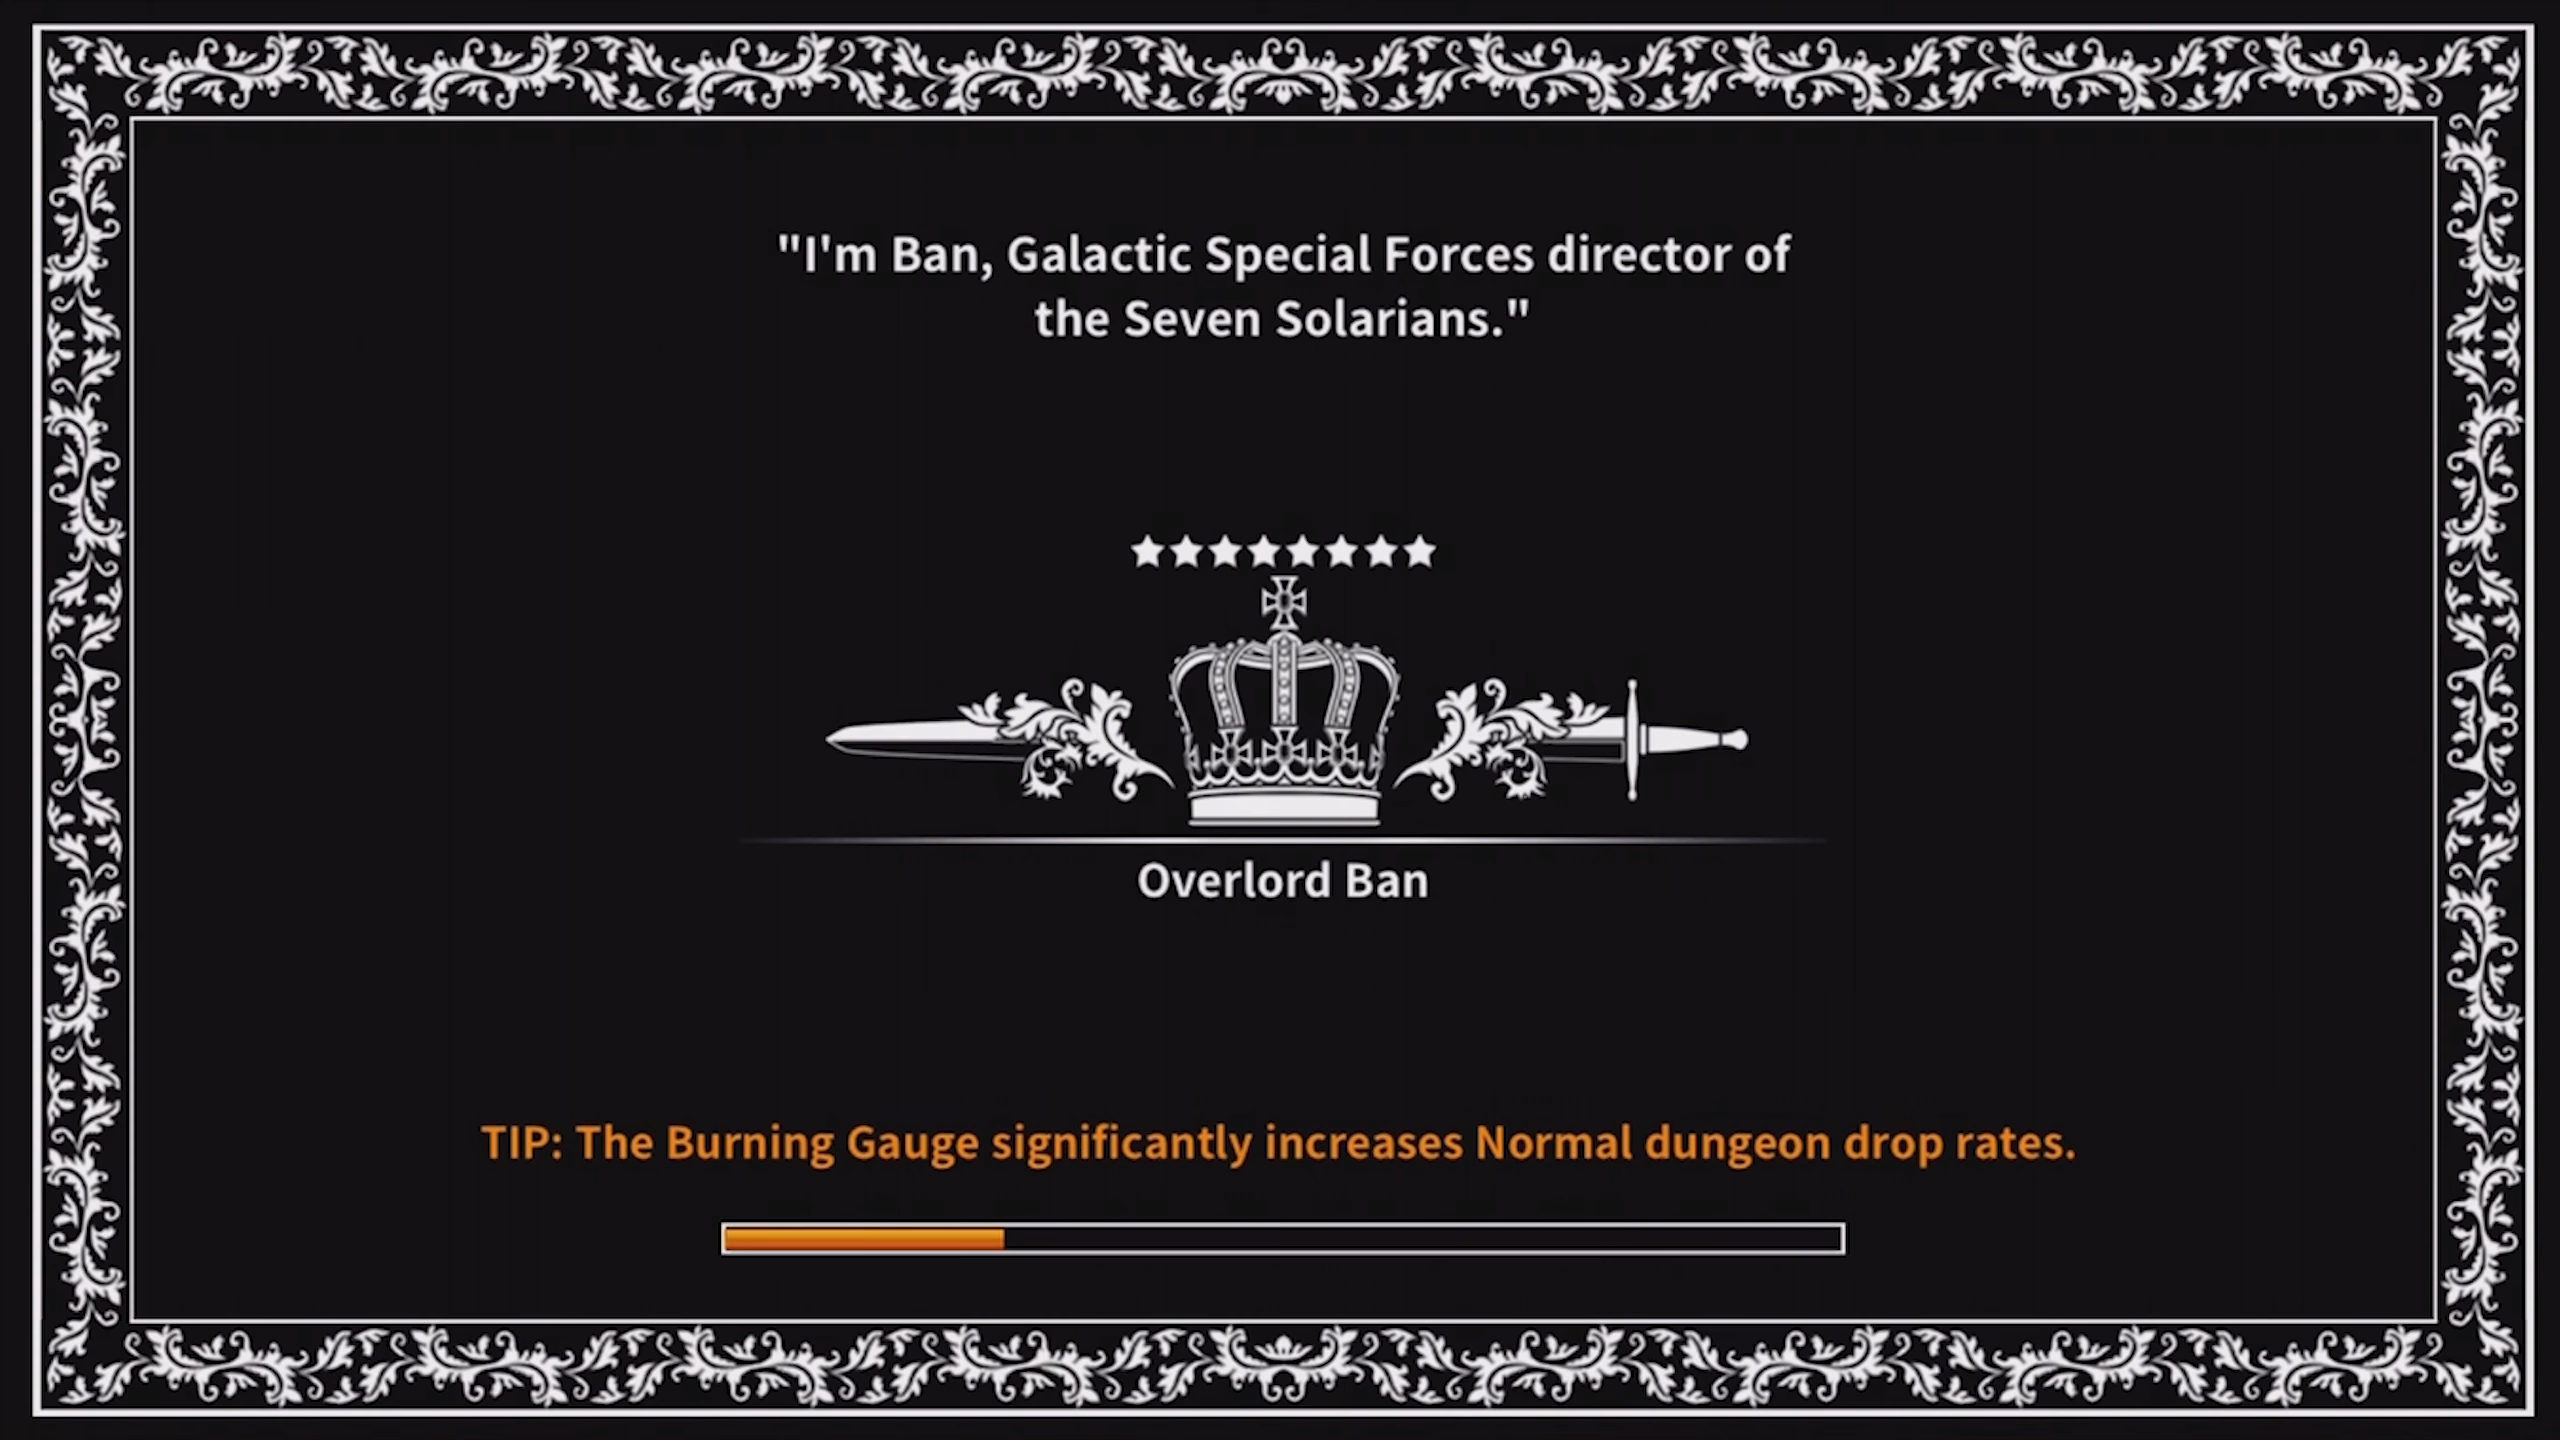 "I'm Ban, Galactic Special Forces director of
the Seven Solarians."
Overlord Ban
TIP: The Burning Gauge significantly increases Normal dungeon drop rates.